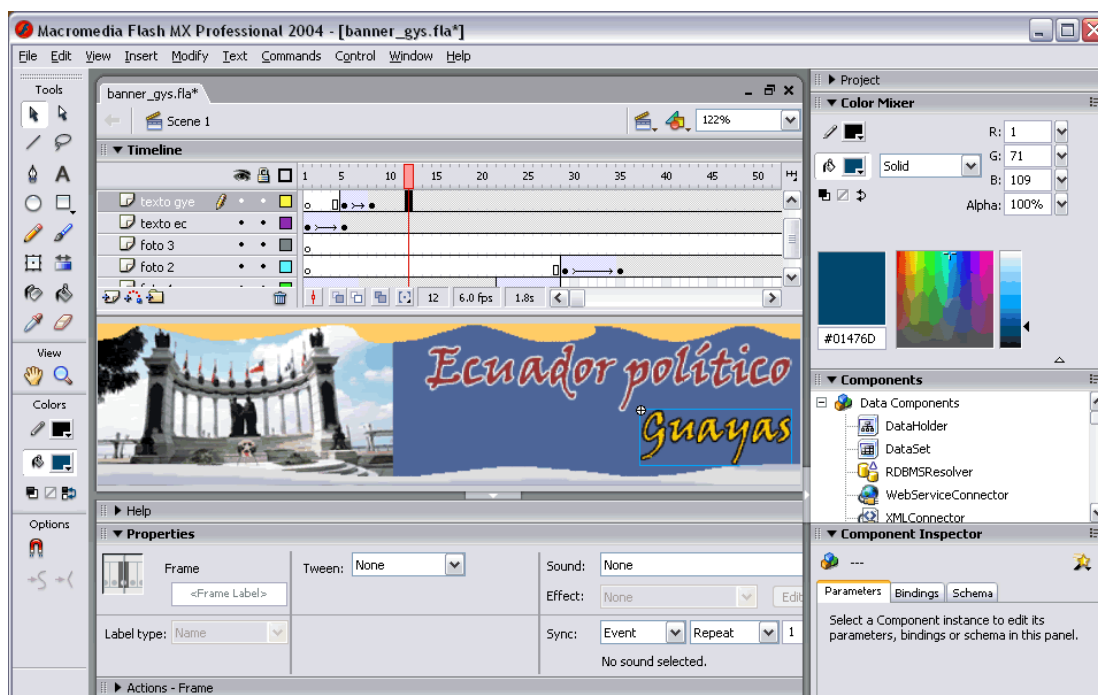 Macromedia Flash MX Professional 2004 - [banner_gys.fla*]
File Edit View Insert Modify Text Commands Control Window Help
Tools
View
Colors
Options
banner_gys.fla*
Scene 1
122%
Timeline
1 5 10 15 20 25 30 35 40 45 50
texto gye
texto ec
foto 3
foto 2
12 6.0 fps 1.8s
Ecuador político
Guayas
Help
Properties
Frame
<Frame Label>
Label type: Name
Tween: None
Sound: None
Effect: None Edit
Sync: Event Repeat 1
No sound selected.
Actions - Frame
Project
Color Mixer
R: 1
Solid
G: 71
B: 109
Alpha: 100%
#01476D
Components
Data Components
DataHolder
DataSet
RDBMSResolver
WebServiceConnector
XMLConnector
Component Inspector
---
Parameters Bindings Schema
Select a Component instance to edit its
parameters, bindings or schema in this panel.